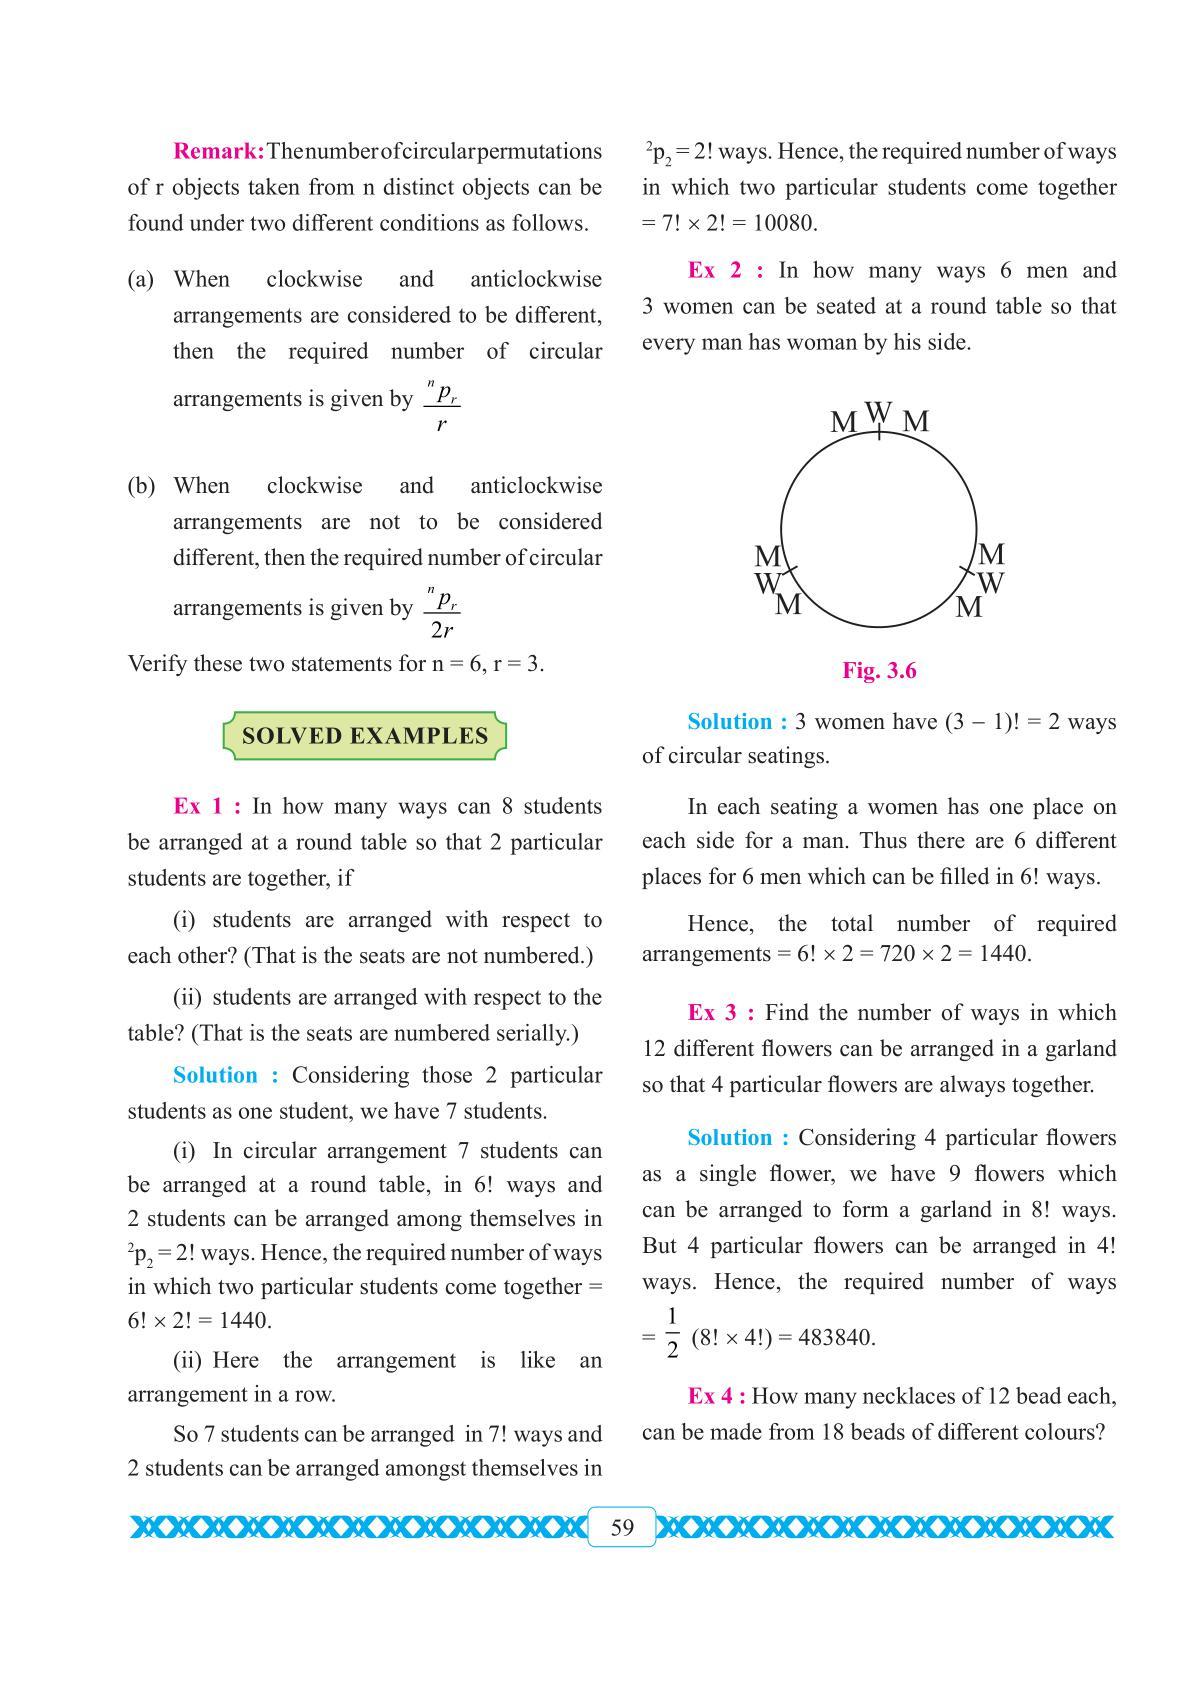 Remark: The number of circular permutations
of r objects taken from n distinct objects can be
found under two different conditions as follows.
(a) When clockwise and anticlockwise
arrangements are considered to be different,
then the required number of circular
arrangements is given by ⁿpᵣ / r
(b) When clockwise and anticlockwise
arrangements are not to be considered
different, then the required number of circular
arrangements is given by ⁿpᵣ / 2r
Verify these two statements for n = 6, r = 3.
SOLVED EXAMPLES
Ex 1 : In how many ways can 8 students
be arranged at a round table so that 2 particular
students are together, if
(i) students are arranged with respect to
each other? (That is the seats are not numbered.)
(ii) students are arranged with respect to the
table? (That is the seats are numbered serially.)
Solution : Considering those 2 particular
students as one student, we have 7 students.
(i) In circular arrangement 7 students can
be arranged at a round table, in 6! ways and
2 students can be arranged among themselves in
²p₂ = 2! ways. Hence, the required number of ways
in which two particular students come together =
6! × 2! = 1440.
(ii) Here the arrangement is like an
arrangement in a row.
So 7 students can be arranged in 7! ways and
2 students can be arranged amongst themselves in
²p₂ = 2! ways. Hence, the required number of ways
in which two particular students come together
= 7! × 2! = 10080.
Ex 2 : In how many ways 6 men and
3 women can be seated at a round table so that
every man has woman by his side.
M W M
M M
W W
M M
Fig. 3.6
Solution : 3 women have (3 − 1)! = 2 ways
of circular seatings.
In each seating a women has one place on
each side for a man. Thus there are 6 different
places for 6 men which can be filled in 6! ways.
Hence, the total number of required
arrangements = 6! × 2 = 720 × 2 = 1440.
Ex 3 : Find the number of ways in which
12 different flowers can be arranged in a garland
so that 4 particular flowers are always together.
Solution : Considering 4 particular flowers
as a single flower, we have 9 flowers which
can be arranged to form a garland in 8! ways.
But 4 particular flowers can be arranged in 4!
ways. Hence, the required number of ways
= 1/2 (8! × 4!) = 483840.
Ex 4 : How many necklaces of 12 bead each,
can be made from 18 beads of different colours?
59